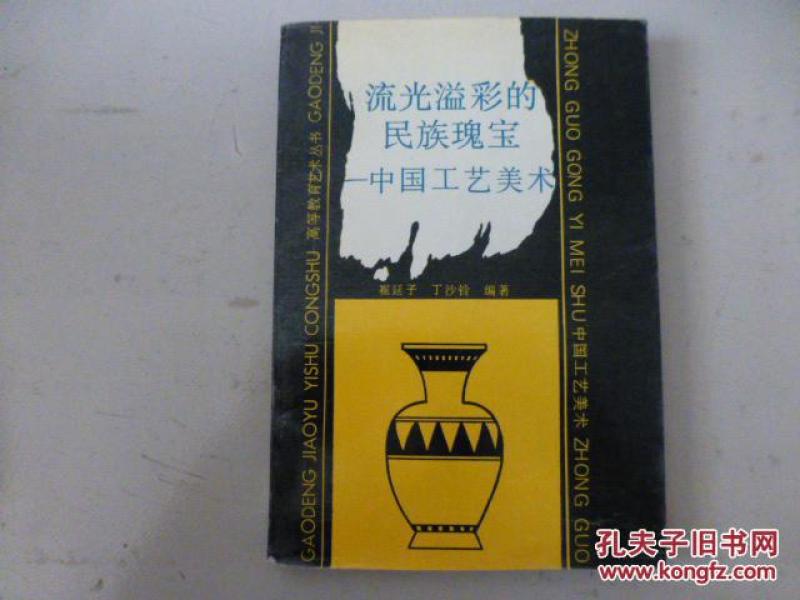 流光溢彩的
民族瑰宝
—中国工艺美术
崔延子 丁沙铃 编著
GAODENG JIAOYU YISHU CONGSHU 高等教育艺术丛书 GAODENG JI
ZHONG GUO GONG YI MEI SHU 中国工艺美术 ZHONG GUO
孔夫子旧书网
www.kongfz.com